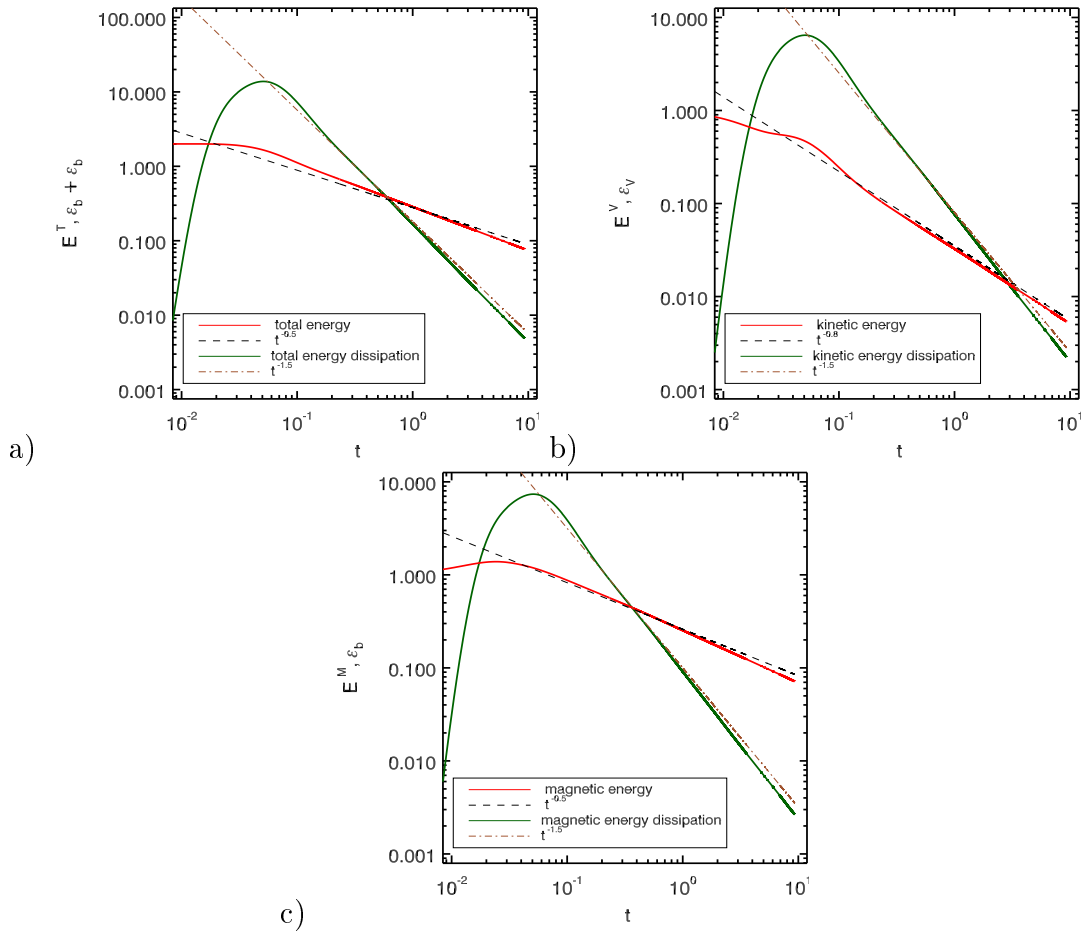 100.000
10.000
1.000
0.100
0.010
0.001
E^T, ε_b + ε_b
total energy
t^-0.5
total energy dissipation
t^-1.5
10^-2 10^-1 10^0 10^1
t
a)
10.000
1.000
0.100
0.010
0.001
E^V, ε_V
kinetic energy
t^-0.8
kinetic energy dissipation
t^-1.5
10^-2 10^-1 10^0 10^1
t
b)
10.000
1.000
0.100
0.010
0.001
E^M, ε_b
magnetic energy
t^-0.5
magnetic energy dissipation
t^-1.5
10^-2 10^-1 10^0 10^1
t
c)